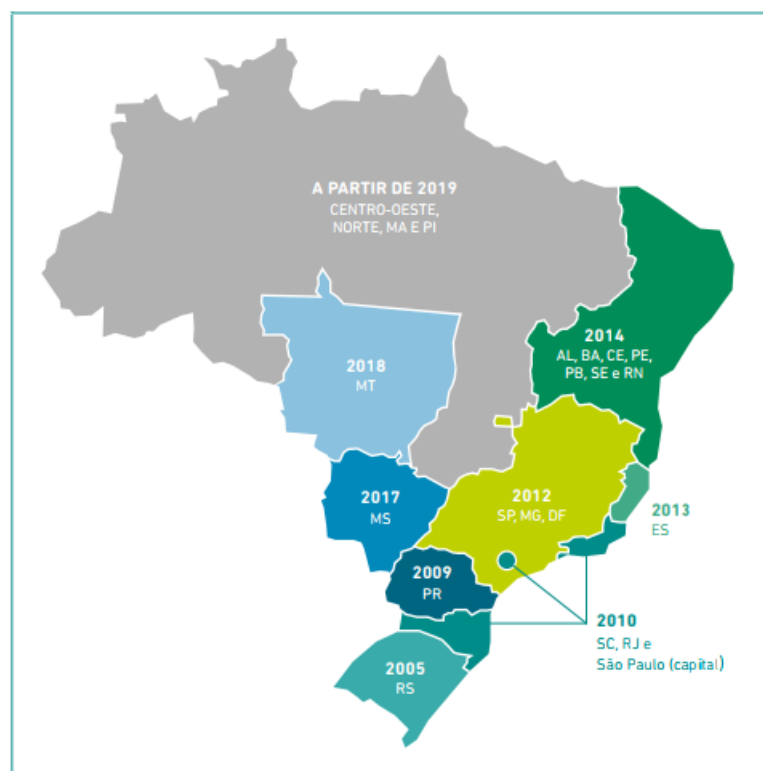 A PARTIR DE 2019
CENTRO-OESTE,
NORTE, MA E PI
2014
AL, BA, CE, PE,
PB, SE e RN
2018
MT
2017
MS
2012
SP, MG, DF
2013
ES
2009
PR
2010
SC, RJ e
São Paulo (capital)
2005
RS